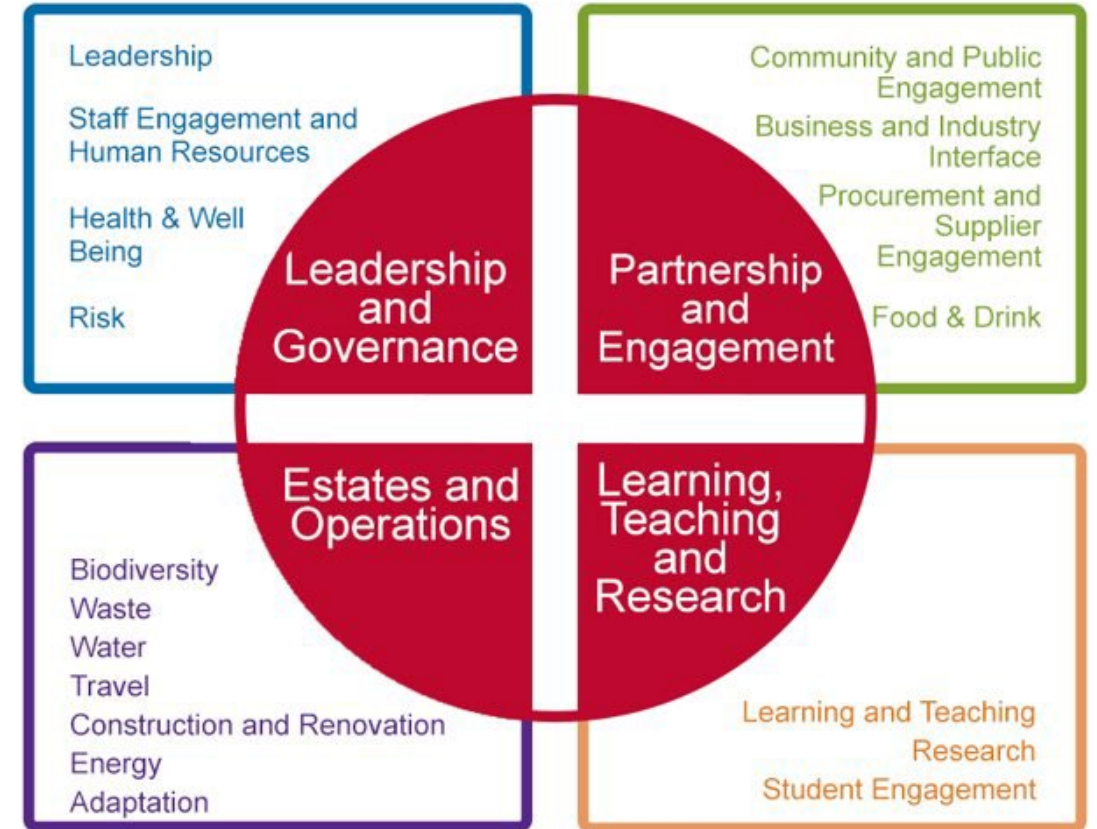 Leadership
Staff Engagement and
Human Resources
Health & Well
Being
Risk
Leadership
and
Governance
Community and Public
Engagement
Business and Industry
Interface
Procurement and
Supplier
Engagement
Food & Drink
Partnership
and
Engagement
Estates and
Operations
Biodiversity
Waste
Water
Travel
Construction and Renovation
Energy
Adaptation
Learning,
Teaching
and
Research
Learning and Teaching
Research
Student Engagement